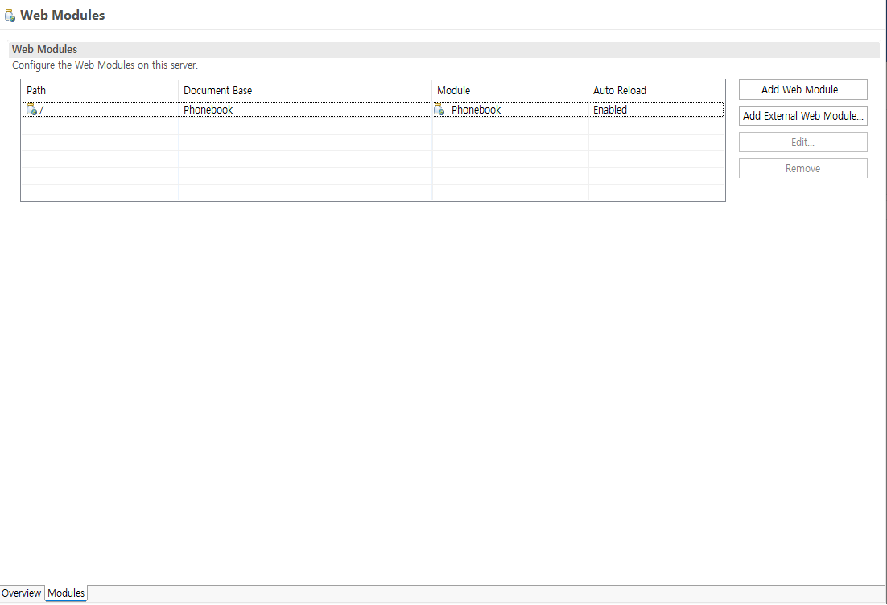 Web Modules
Web Modules
Configure the Web Modules on this server.
Path Document Base Module Auto Reload
/ Phonebook Phonebook Enabled
Add Web Module
Add External Web Module...
Edit...
Remove
Overview Modules